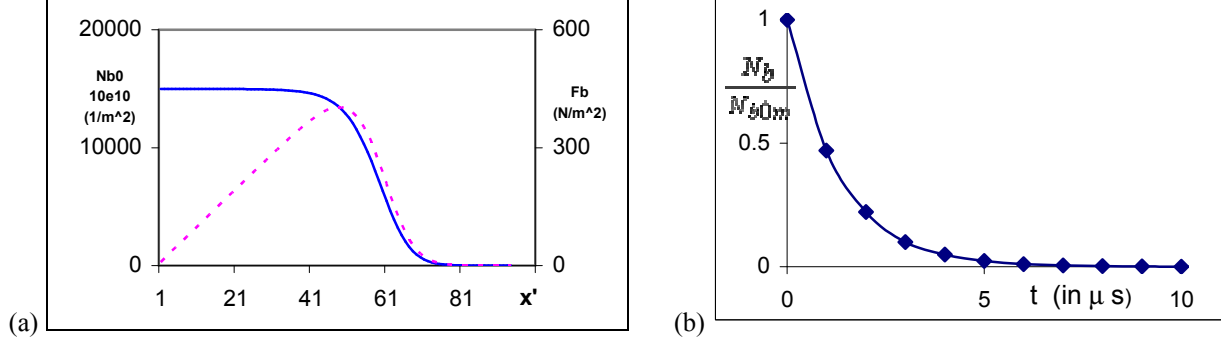 20000
600
Nb0
10e10
(1/m^2)
Fb
(N/m^2)
10000
300
0
0
1 21 41 61 81 x'
(a)
1
N_b
N_b0m
0.5
0
0 5 t (in μ s) 10
(b)